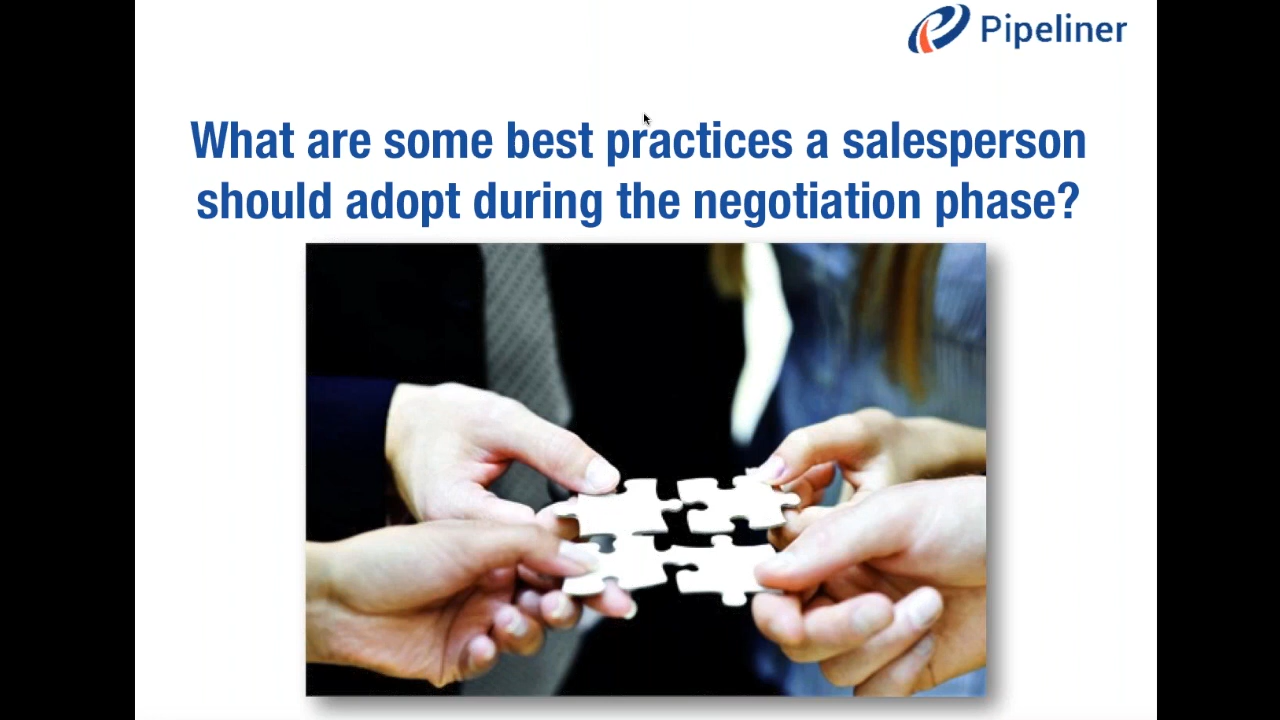 Pipeliner
What are some best practices a salesperson
should adopt during the negotiation phase?